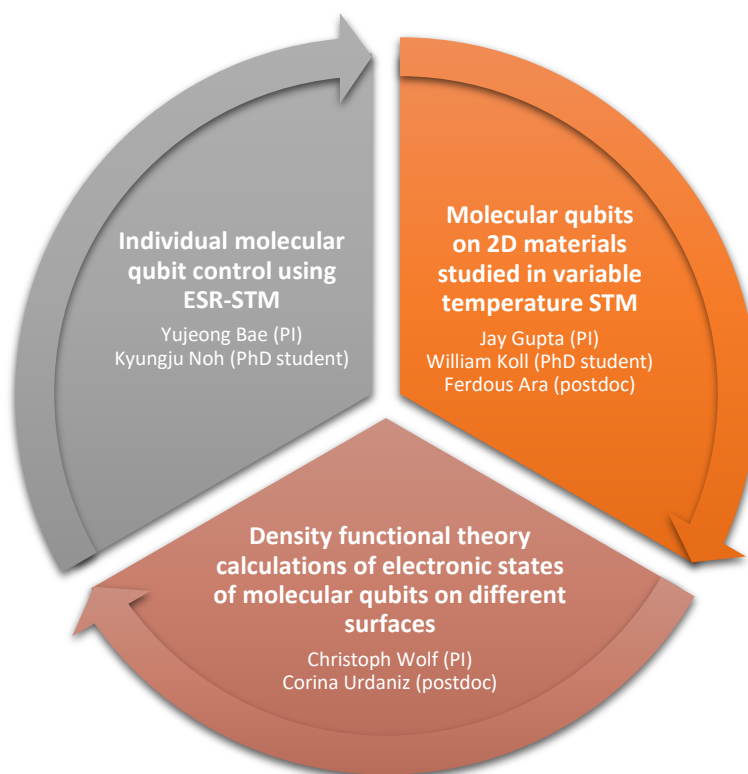 Individual molecular
qubit control using
ESR-STM
Yujeong Bae (PI)
Kyungju Noh (PhD student)
Molecular qubits
on 2D materials
studied in variable
temperature STM
Jay Gupta (PI)
William Koll (PhD student)
Ferdous Ara (postdoc)
Density functional theory
calculations of electronic states
of molecular qubits on different
surfaces
Christoph Wolf (PI)
Corina Urdaniz (postdoc)